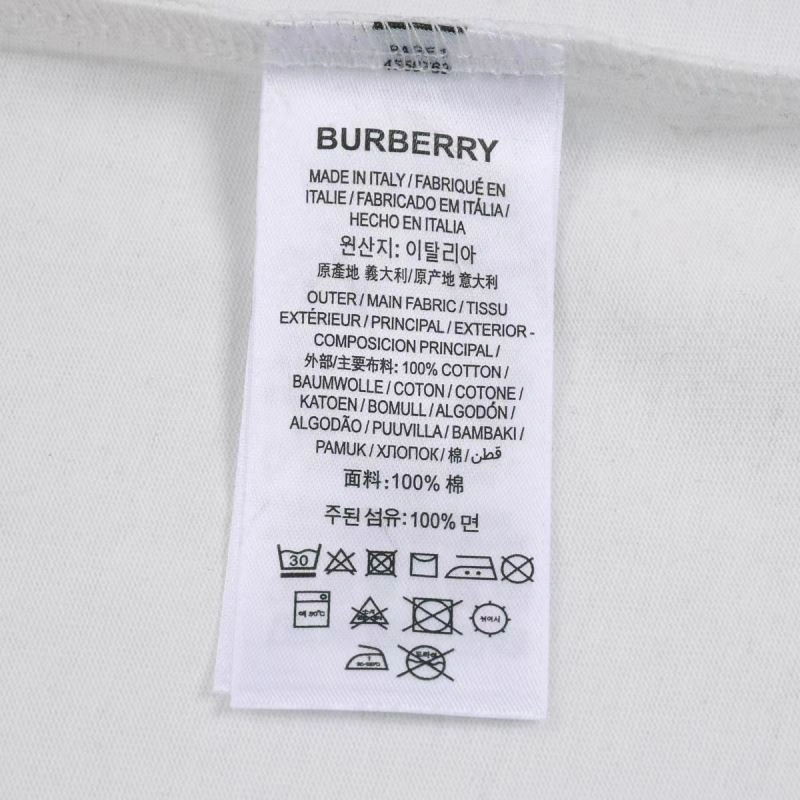 BURBERRY
MADE IN ITALY / FABRIQUÉ EN
ITALIE / FABRICADO EM ITÁLIA /
HECHO EN ITALIA
원산지: 이탈리아
原產地 義大利/原产地 意大利
OUTER / MAIN FABRIC / TISSU
EXTÉRIEUR / PRINCIPAL / EXTERIOR -
COMPOSICION PRINCIPAL /
外部/主要布料: 100% COTTON /
BAUMWOLLE / COTON / COTONE /
KATOEN / BOMULL / ALGODÓN /
ALGODÃO / PUUVILLA / BAMBAKI /
PAMUK / ХЛОПОК / 棉 / قطن
面料: 100% 棉
주된 섬유: 100% 면
30